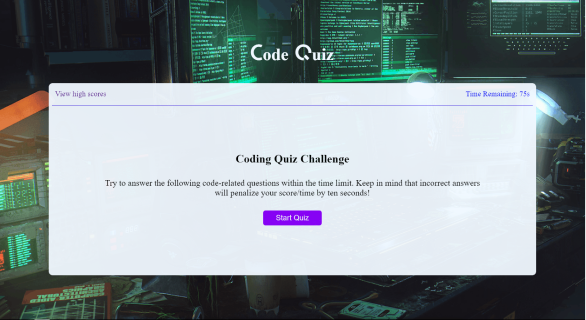 Code Quiz
View high scores
Time Remaining: 75s
Coding Quiz Challenge
Try to answer the following code-related questions within the time limit. Keep in mind that incorrect answers
will penalize your score/time by ten seconds!
Start Quiz